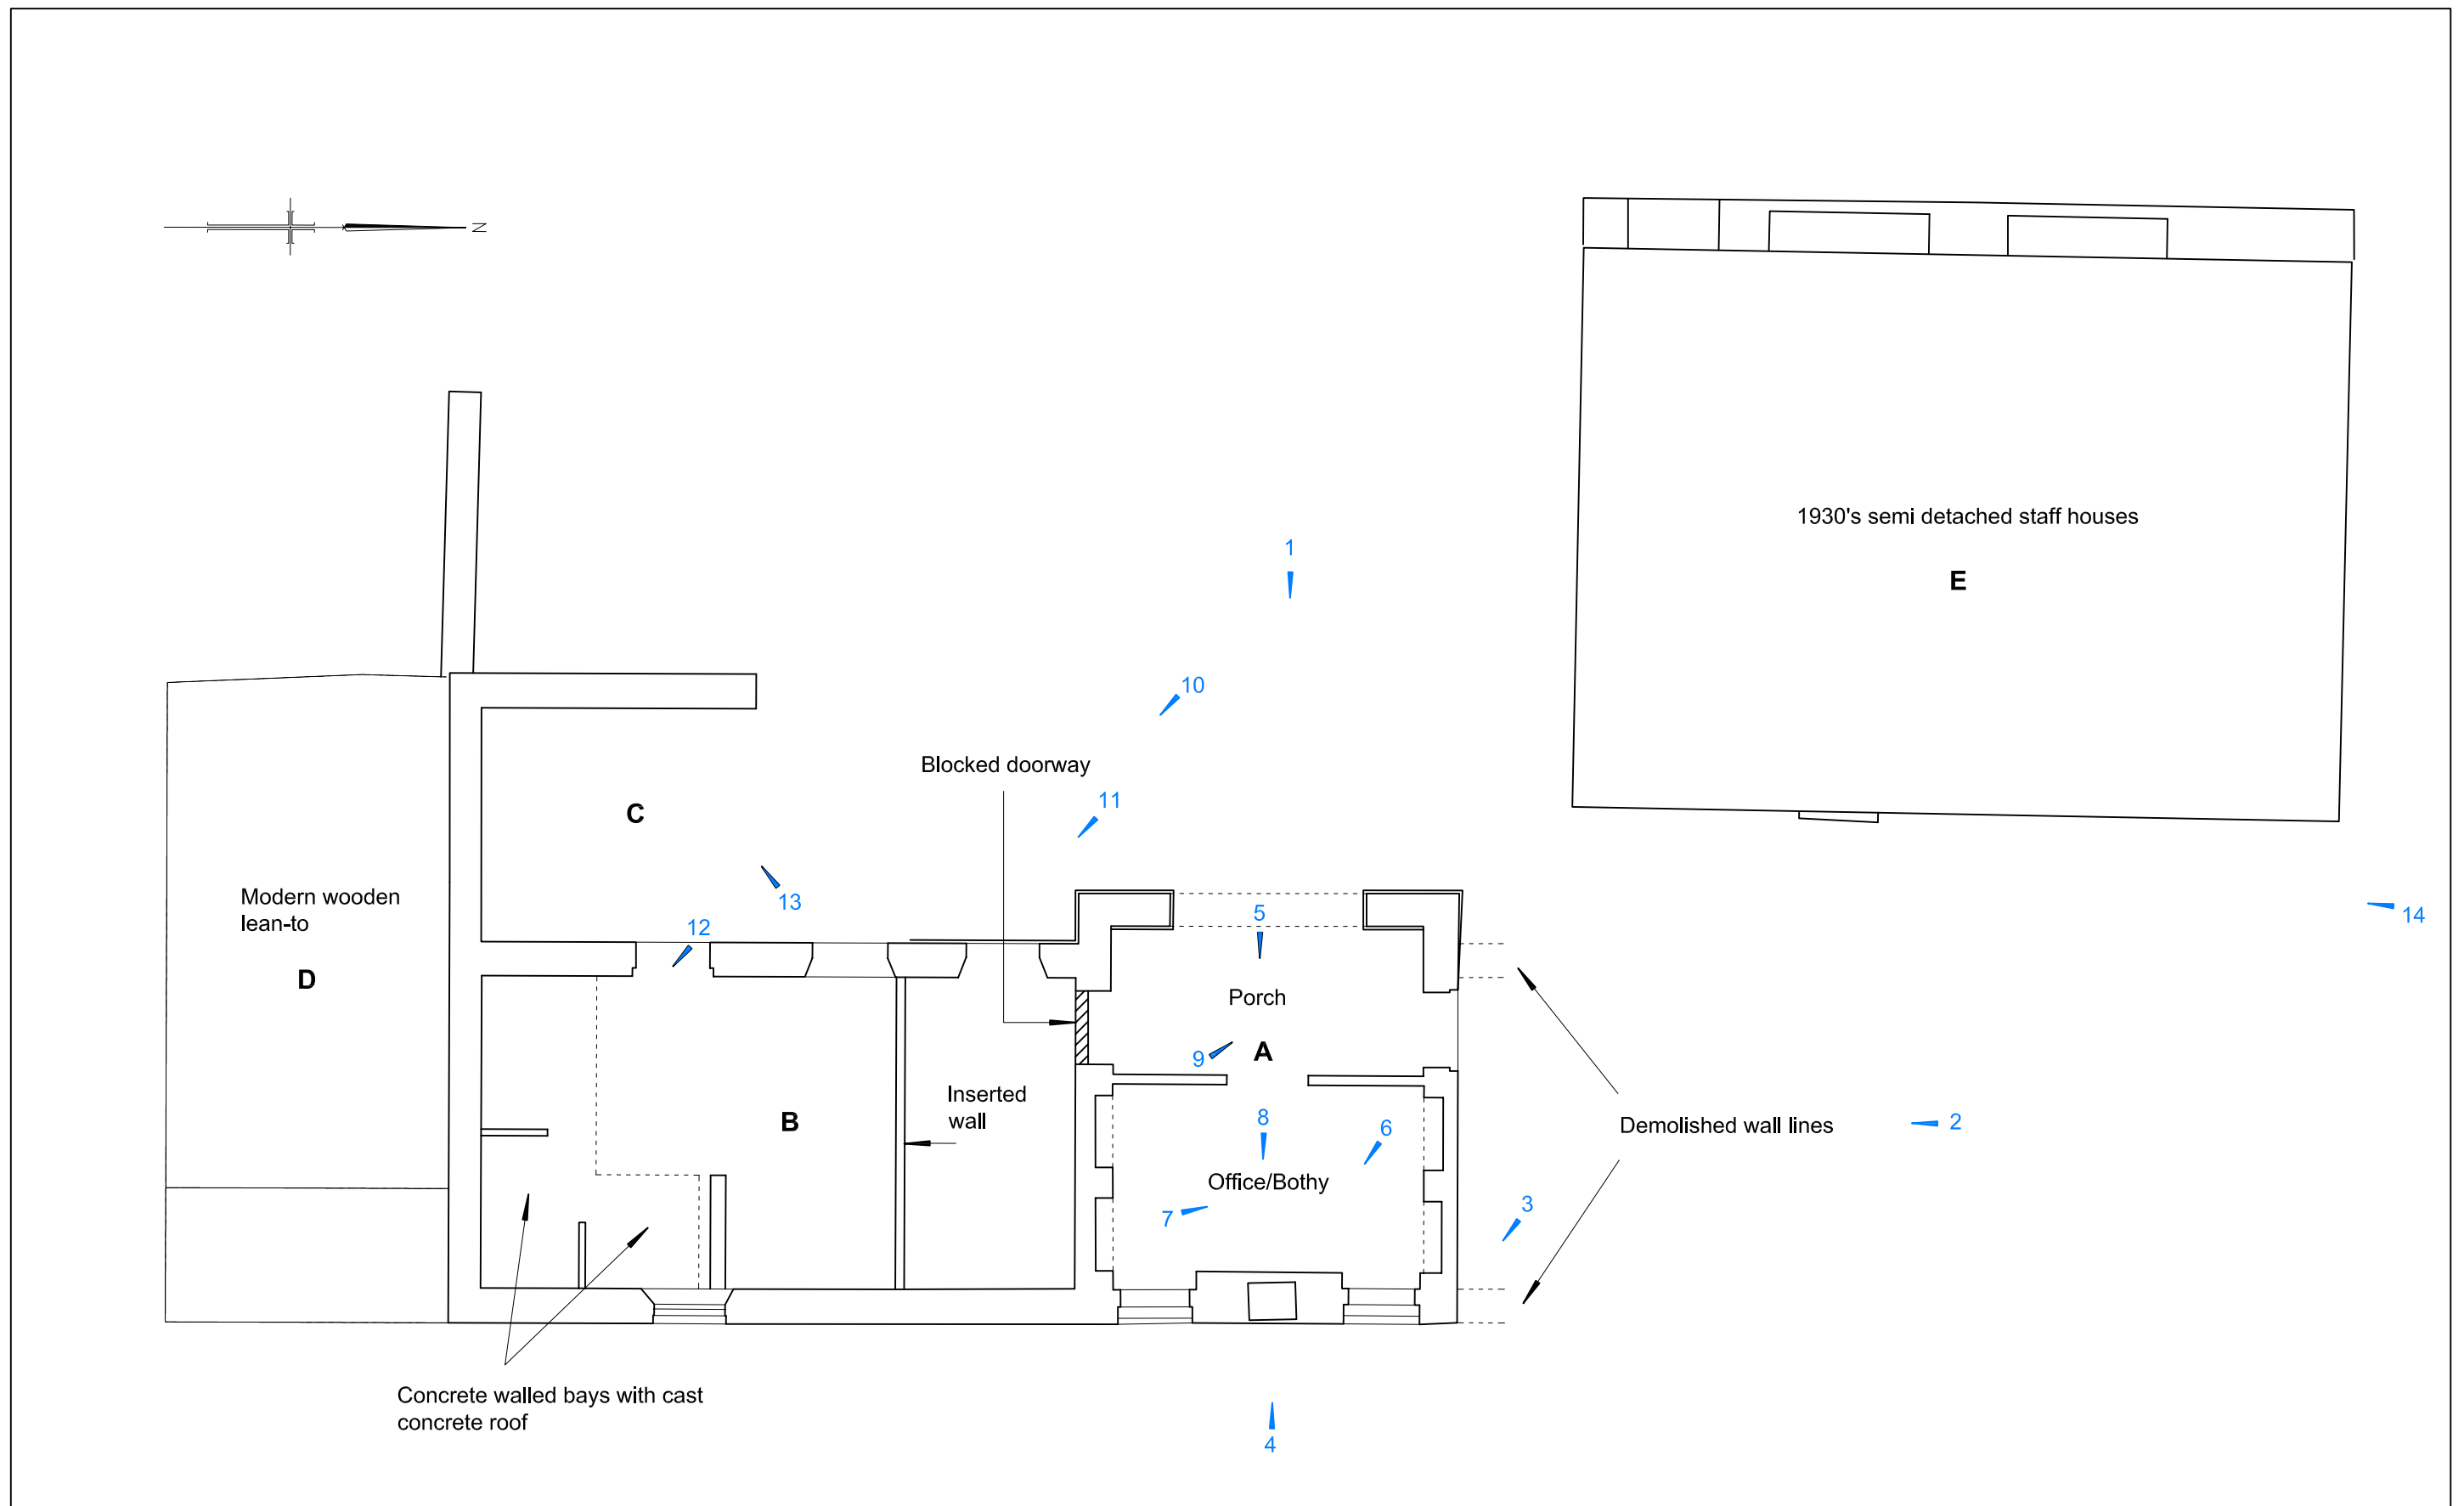 N
1930's semi detached staff houses
E
1
10
Blocked doorway
11
C
Modern wooden
lean-to
D
13
12
5
14
Porch
A
9
Inserted
wall
B
8
6
Office/Bothy
7
Demolished wall lines
2
3
Concrete walled bays with cast
concrete roof
4